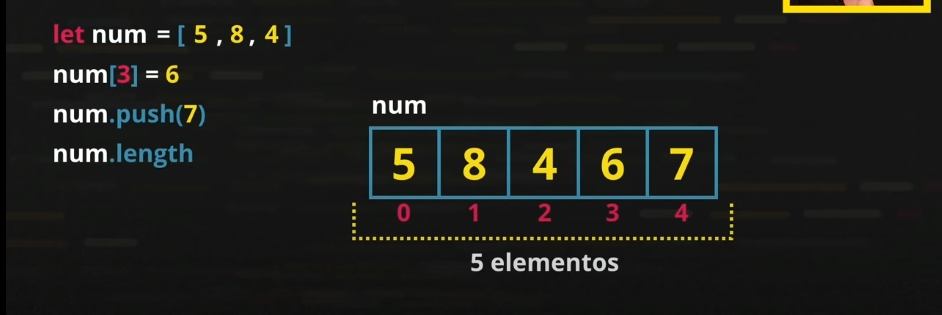 let num = [ 5 , 8 , 4 ]
num[3] = 6
num.push(7)
num.length
num
5 8 4 6 7
0 1 2 3 4
5 elementos